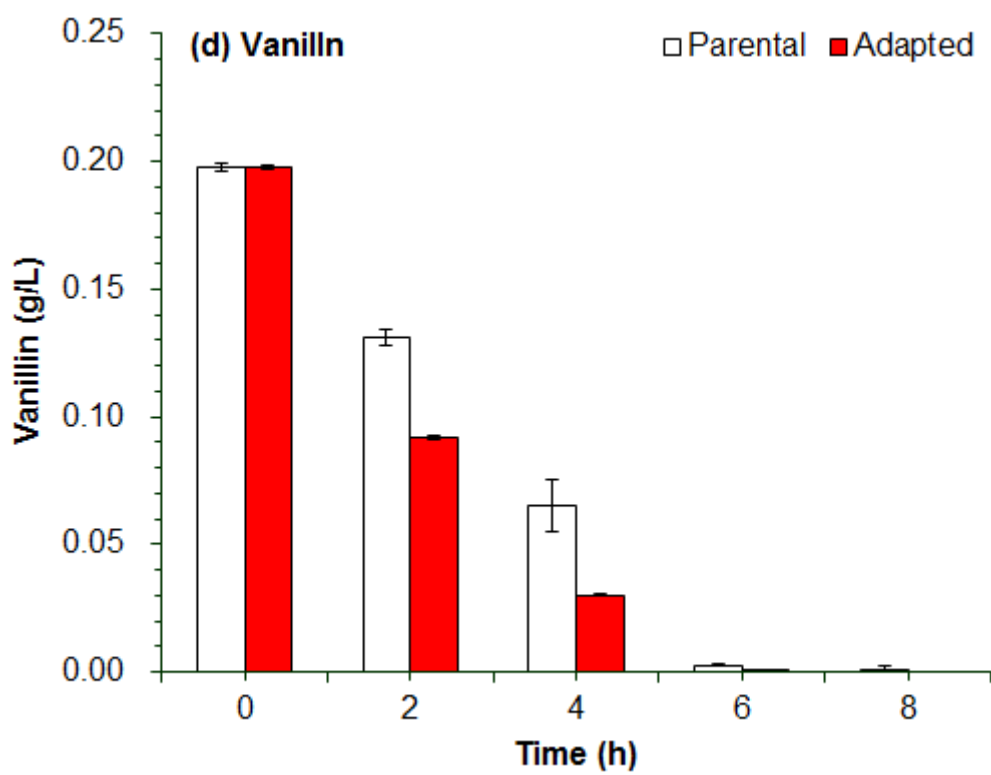 (d) Vanilln
Parental
Adapted
0.25
0.20
0.15
0.10
0.05
0.00
Vanillin (g/L)
0 2 4 6 8
Time (h)